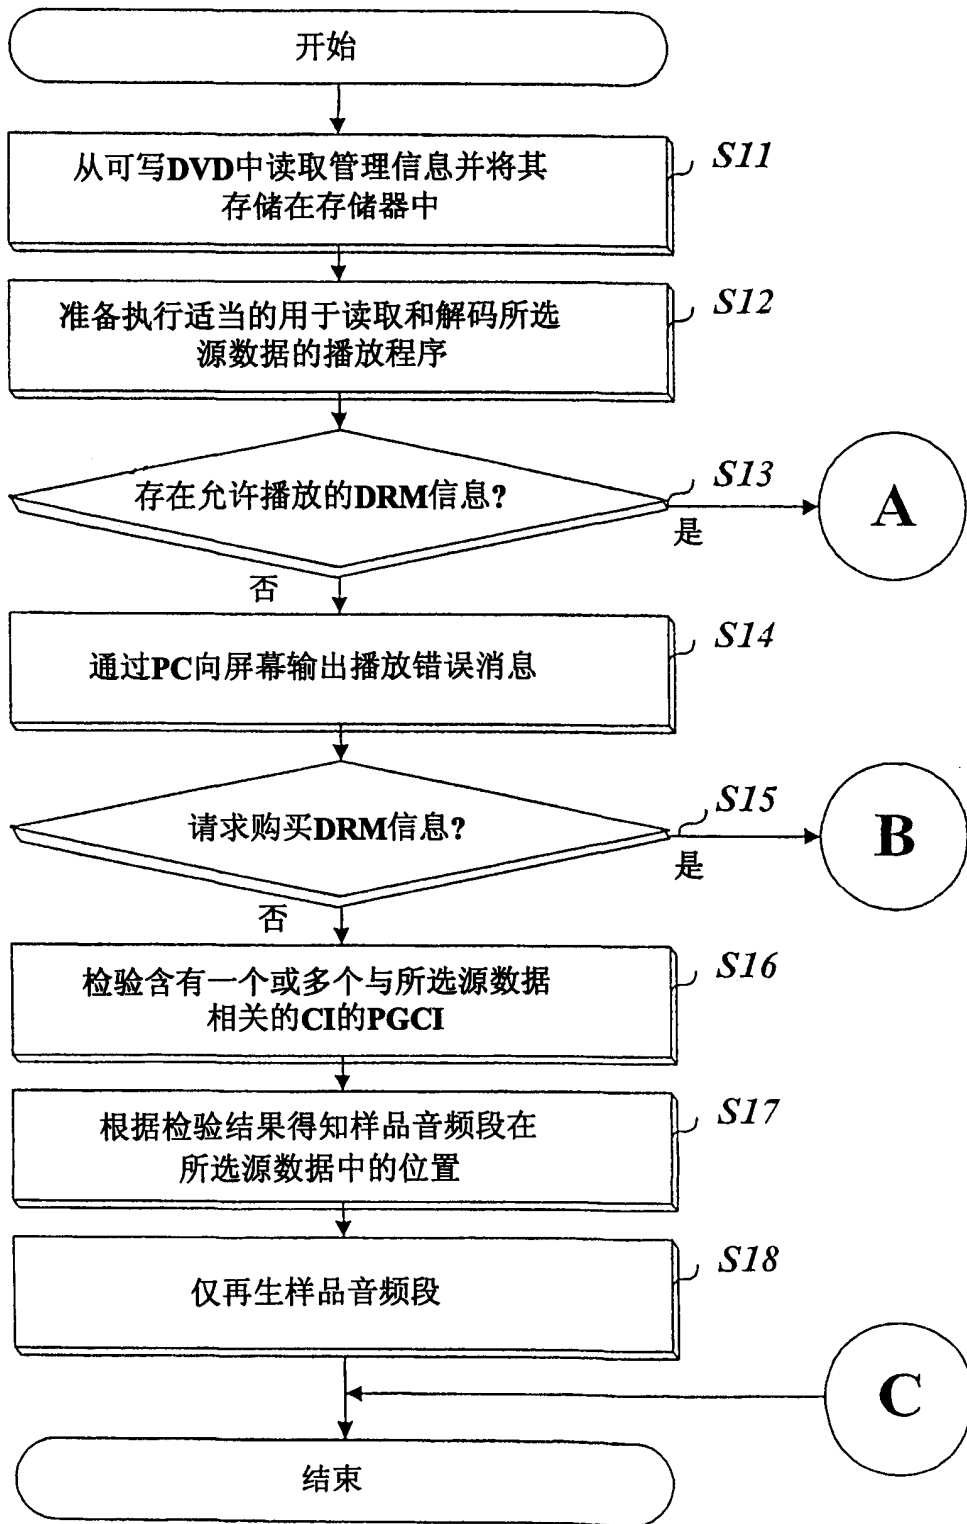 开始
从可写DVD中读取管理信息并将其
存储在存储器中
S11
准备执行适当的用于读取和解码所选
源数据的播放程序
S12
存在允许播放的DRM信息?
S13
是
A
否
通过PC向屏幕输出播放错误消息
S14
请求购买DRM信息?
S15
是
B
否
检验含有一个或多个与所选源数据
相关的CI的PGCI
S16
根据检验结果得知样品音频段在
所选源数据中的位置
S17
仅再生样品音频段
S18
C
结束